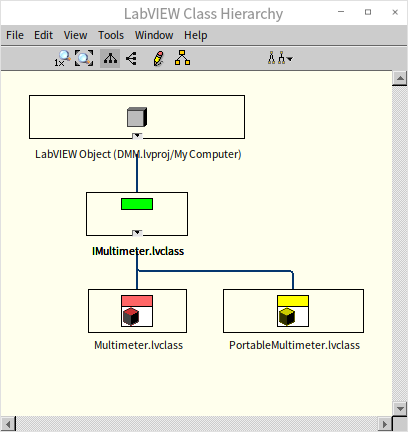 LabVIEW Class Hierarchy
File Edit View Tools Window Help
LabVIEW Object (DMM.lvproj/My Computer)
IMultimeter.lvclass
Multimeter.lvclass PortableMultimeter.lvclass